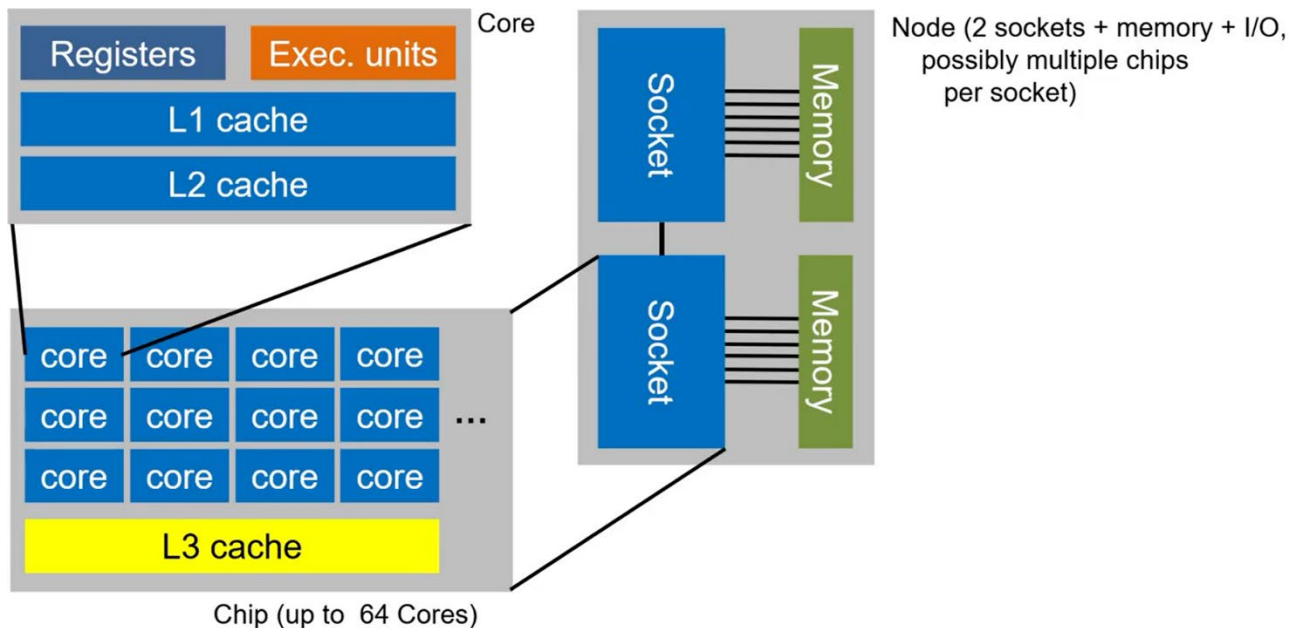 Core
Registers
Exec. units
L1 cache
L2 cache
core core core core
core core core core ...
core core core core
L3 cache
Chip (up to  64 Cores)
Socket
Memory
Socket
Memory
Node (2 sockets + memory + I/O,
possibly multiple chips
per socket)